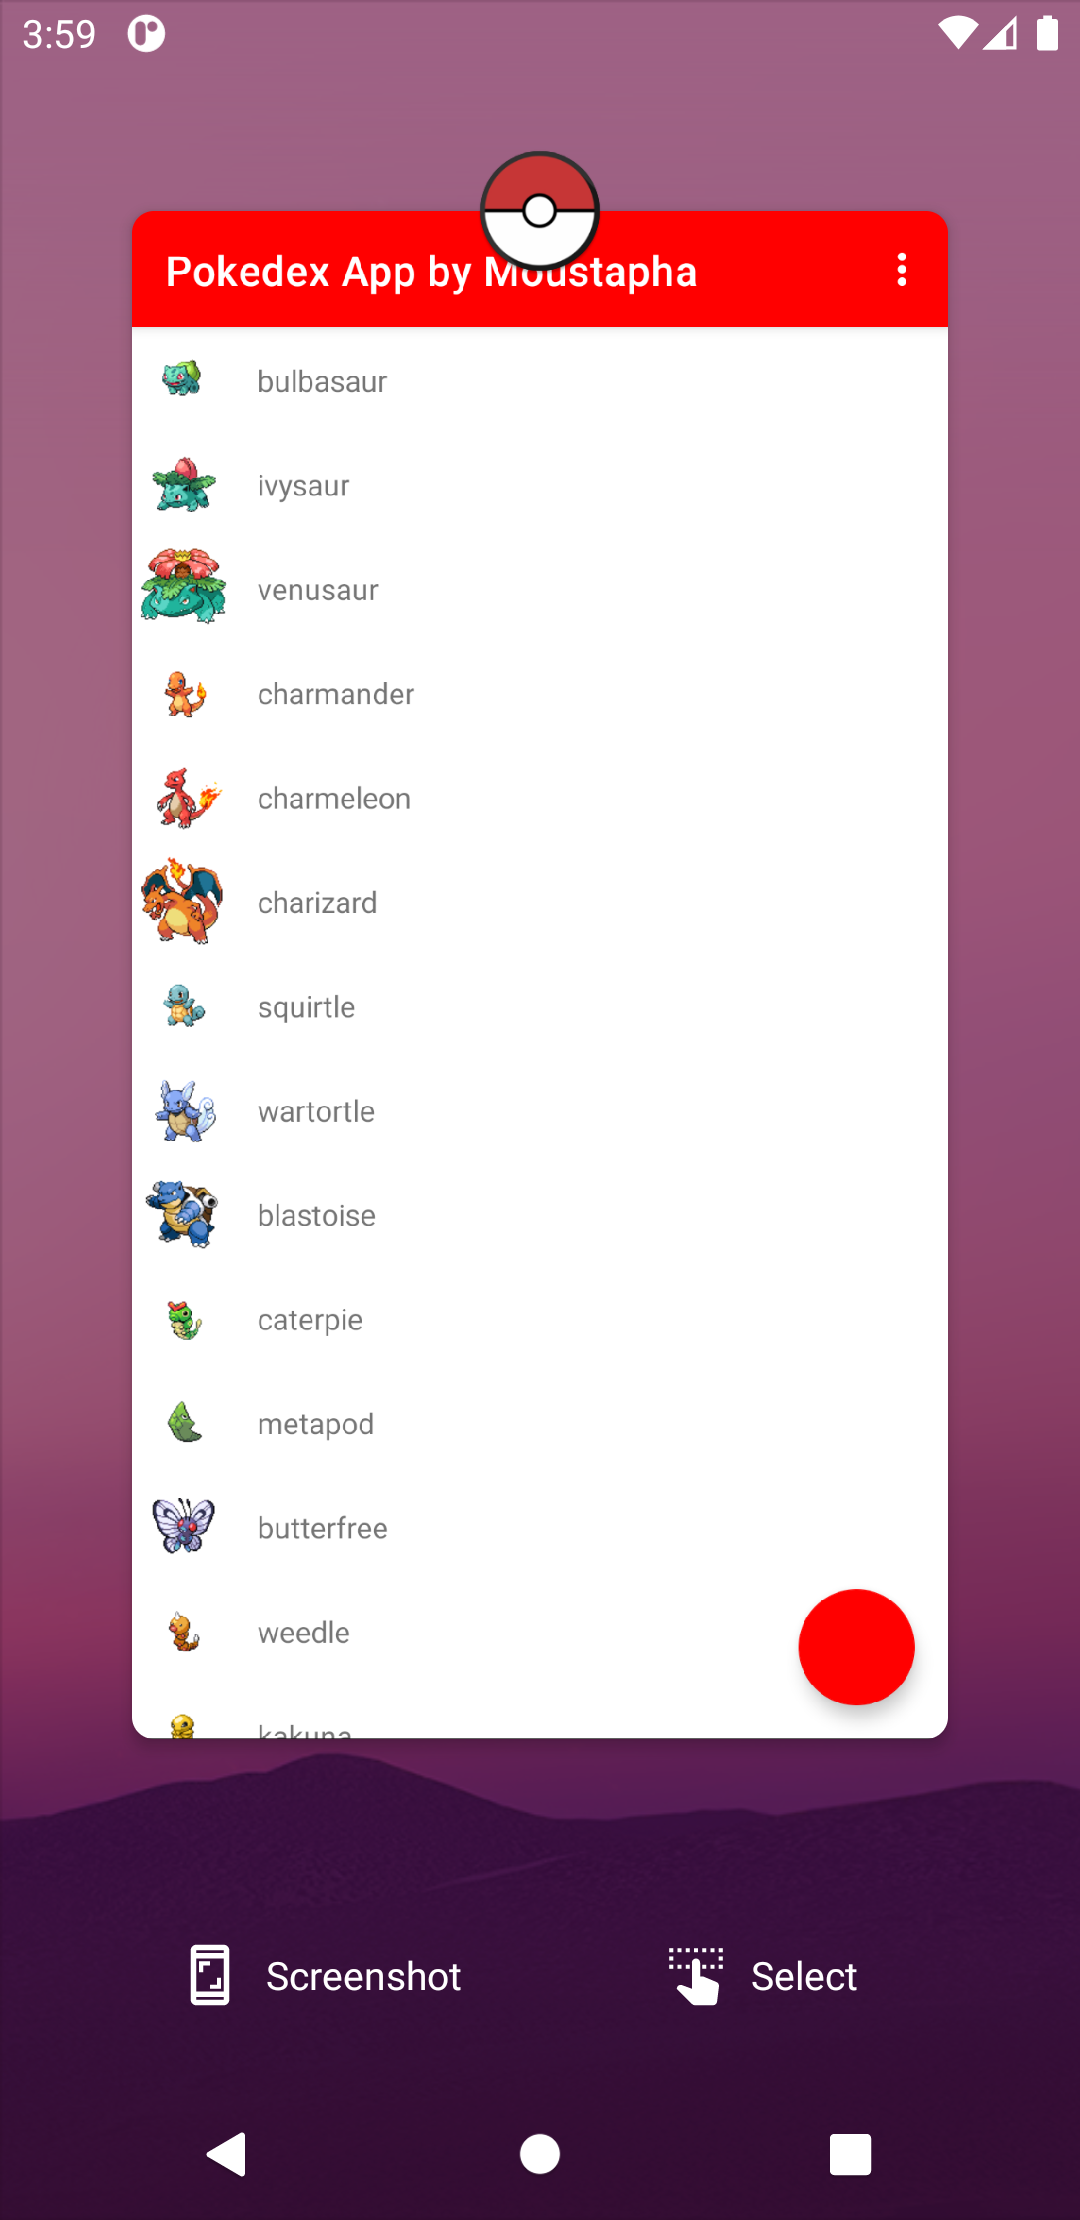 3:59
Pokedex App by Moustapha
bulbasaur
ivysaur
venusaur
charmander
charmeleon
charizard
squirtle
wartortle
blastoise
caterpie
metapod
butterfree
weedle
kakuna
Screenshot
Select